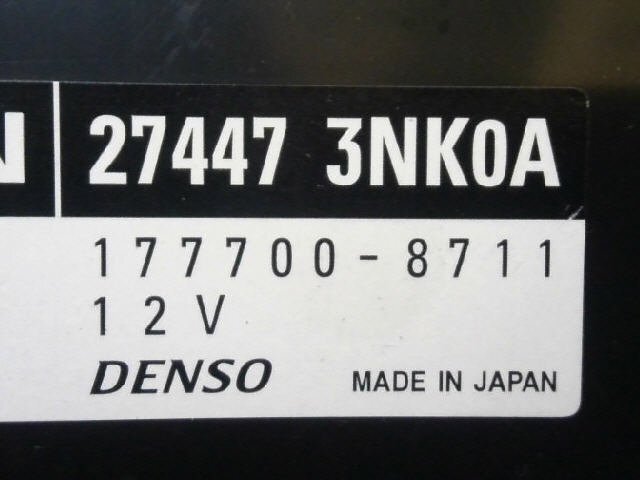 N 27447 3NK0A
177700-8711
12V
DENSO MADE IN JAPAN